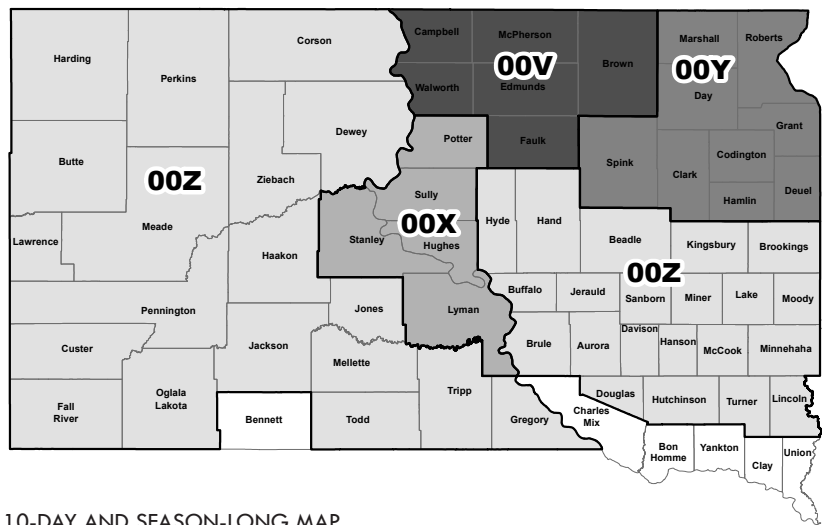 Harding
Perkins
Corson
Campbell
McPherson
Brown
Marshall
Roberts
00V
00Y
Walworth
Edmunds
Day
Dewey
Potter
Faulk
Grant
Butte
Ziebach
Spink
Clark
Codington
00Z
Sully
Hamlin
Deuel
Meade
Lawrence
00X
Stanley
Hughes
Hyde
Hand
Beadle
Kingsbury
Brookings
Haakon
00Z
Buffalo
Jerauld
Sanborn
Miner
Lake
Moody
Pennington
Jones
Lyman
Davison
Hanson
Custer
Jackson
Brule
Aurora
McCook
Minnehaha
Mellette
Fall
River
Oglala
Lakota
Tripp
Douglas
Hutchinson
Turner
Lincoln
Bennett
Todd
Gregory
Charles
Mix
Bon
Homme
Yankton
Clay
Union
10-DAY AND SEASON-LONG MAP